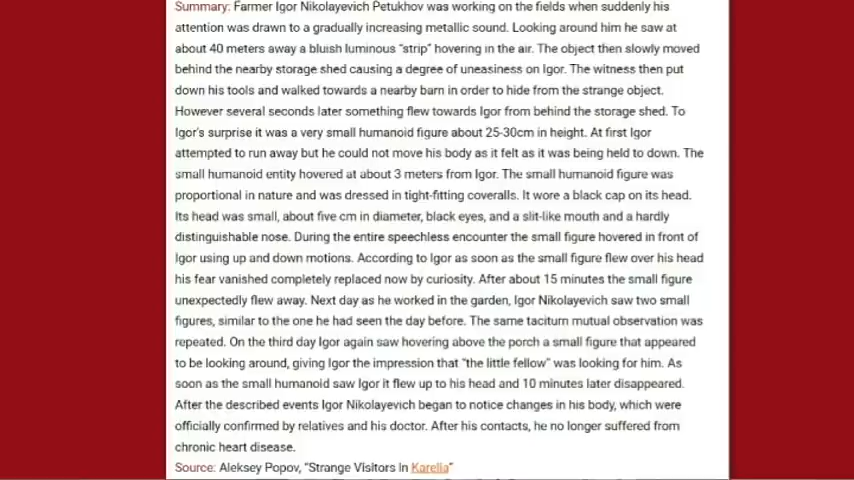 Summary: Farmer Igor Nikolayevich Petukhov was working on the fields when suddenly his
attention was drawn to a gradually increasing metallic sound. Looking around him he saw at
about 40 meters away a bluish luminous "strip" hovering in the air. The object then slowly moved
behind the nearby storage shed causing a degree of uneasiness on Igor. The witness then put
down his tools and walked towards a nearby barn in order to hide from the strange object.
However several seconds later something flew towards Igor from behind the storage shed. To
Igor's surprise it was a very small humanoid figure about 25-30cm in height. At first Igor
attempted to run away but he could not move his body as it felt as it was being held to down. The
small humanoid entity hovered at about 3 meters from Igor. The small humanoid figure was
proportional in nature and was dressed in tight-fitting coveralls. It wore a black cap on its head.
Its head was small, about five cm in diameter, black eyes, and a slit-like mouth and a hardly
distinguishable nose. During the entire speechless encounter the small figure hovered in front of
Igor using up and down motions. According to Igor as soon as the small figure flew over his head
his fear vanished completely replaced now by curiosity. After about 15 minutes the small figure
unexpectedly flew away. Next day as he worked in the garden, Igor Nikolayevich saw two small
figures, similar to the one he had seen the day before. The same taciturn mutual observation was
repeated. On the third day Igor again saw hovering above the porch a small figure that appeared
to be looking around, giving Igor the impression that "the little fellow" was looking for him. As
soon as the small humanoid saw Igor it flew up to his head and 10 minutes later disappeared.
After the described events Igor Nikolayevich began to notice changes in his body, which were
officially confirmed by relatives and his doctor. After his contacts, he no longer suffered from
chronic heart disease.
Source: Aleksey Popov, "Strange Visitors in Karelia"